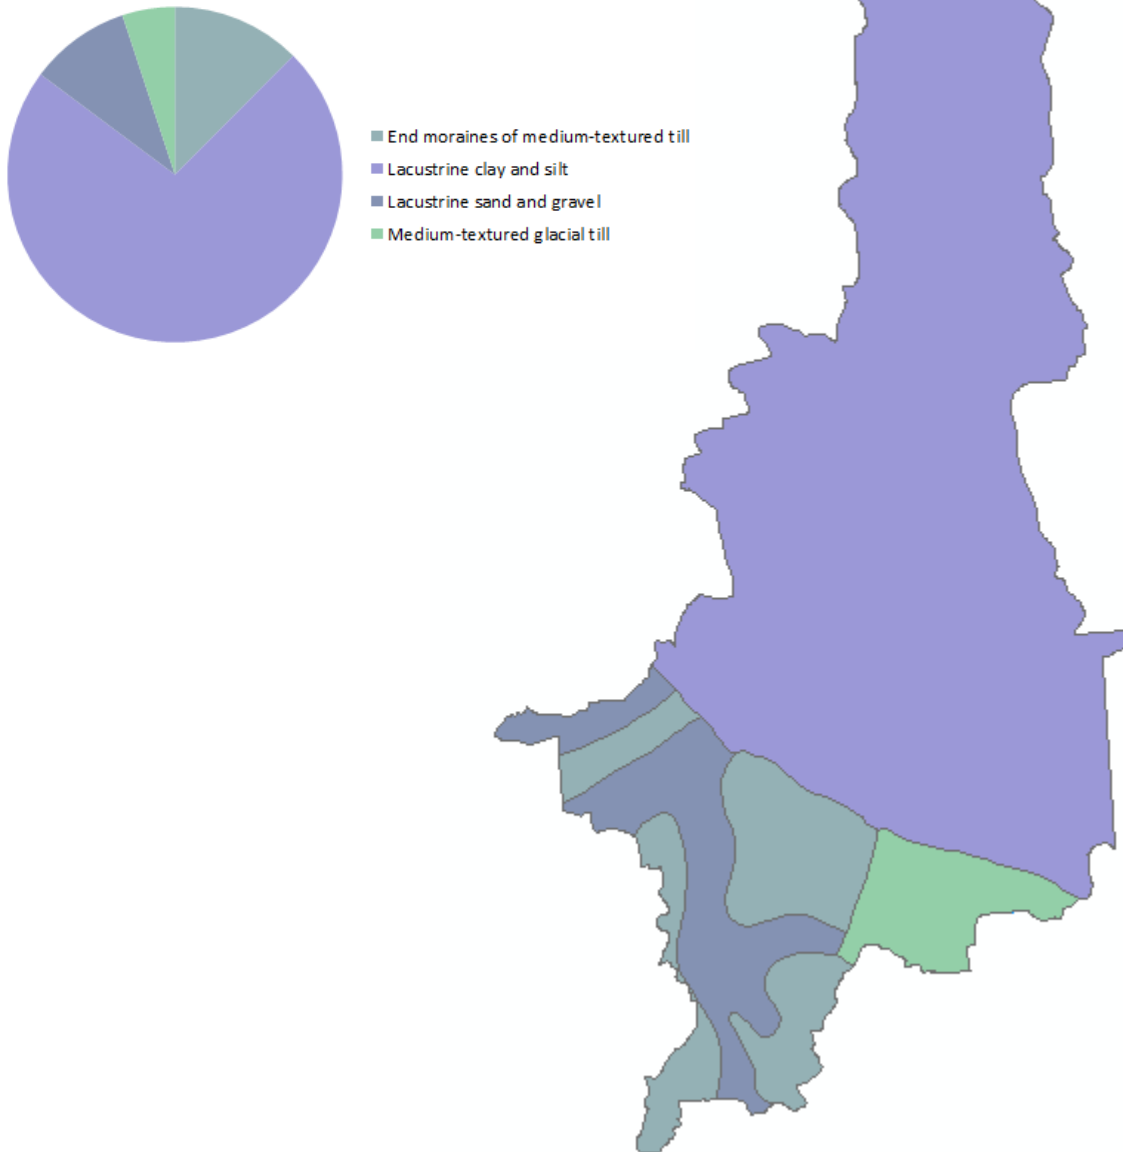 End moraines of medium-textured till
Lacustrine clay and silt
Lacustrine sand and gravel
Medium-textured glacial till